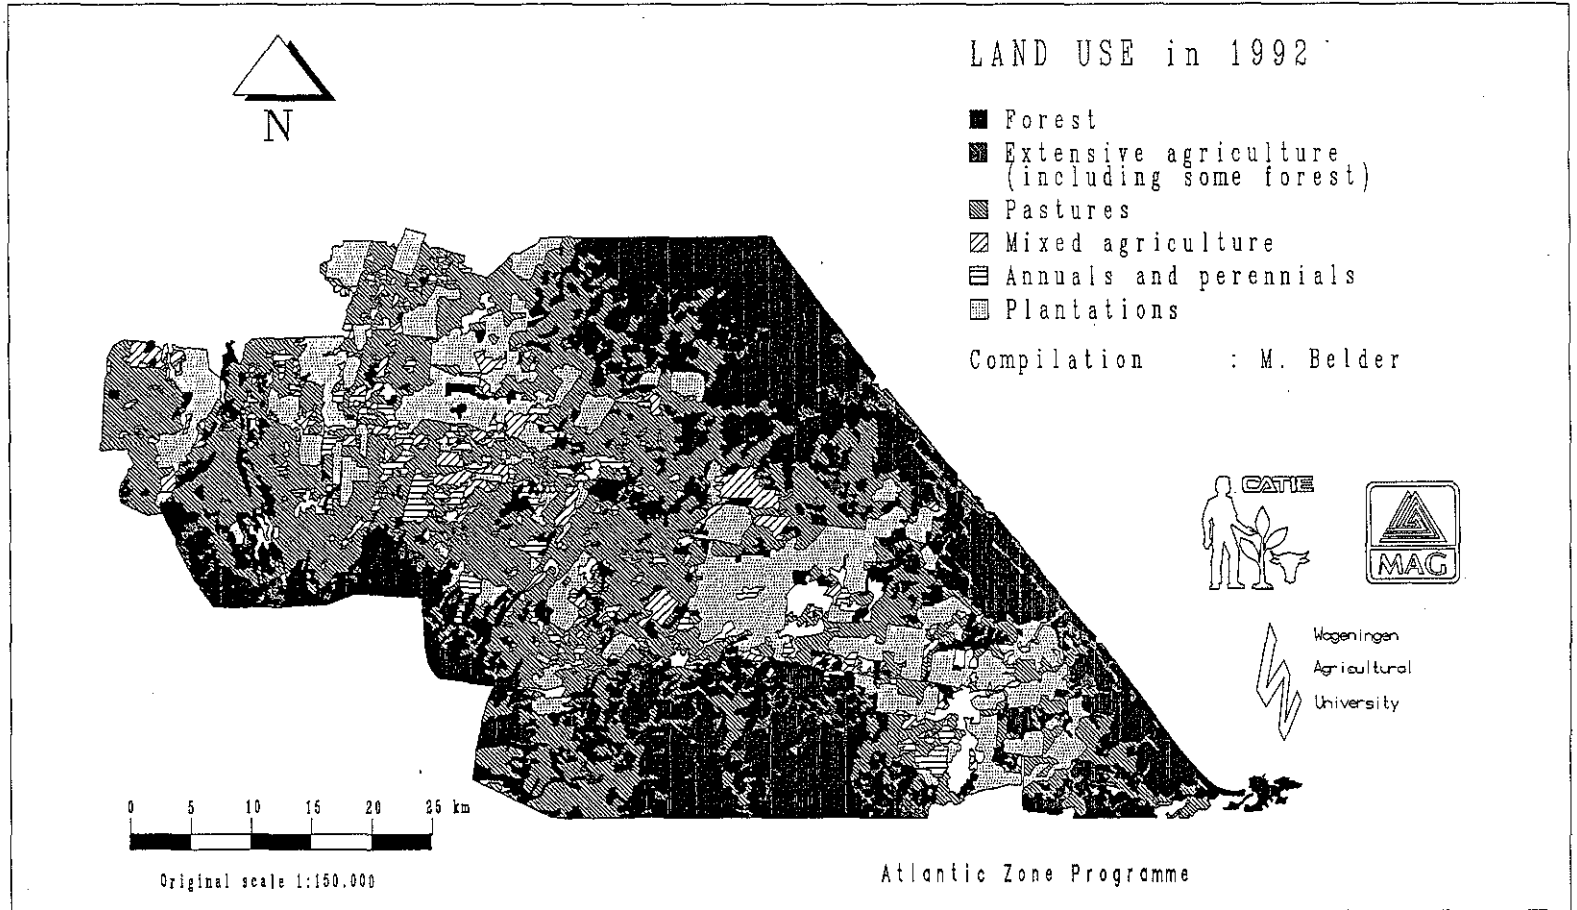 N
LAND USE in 1992
Forest
Extensive agriculture
(including some forest)
Pastures
Mixed agriculture
Annuals and perennials
Plantations
Compilation : M. Belder
CATIE
MAG
Wageningen
Agricultural
University
0 5 10 15 20 25 km
Original scale 1:150.000
Atlantic Zone Programme